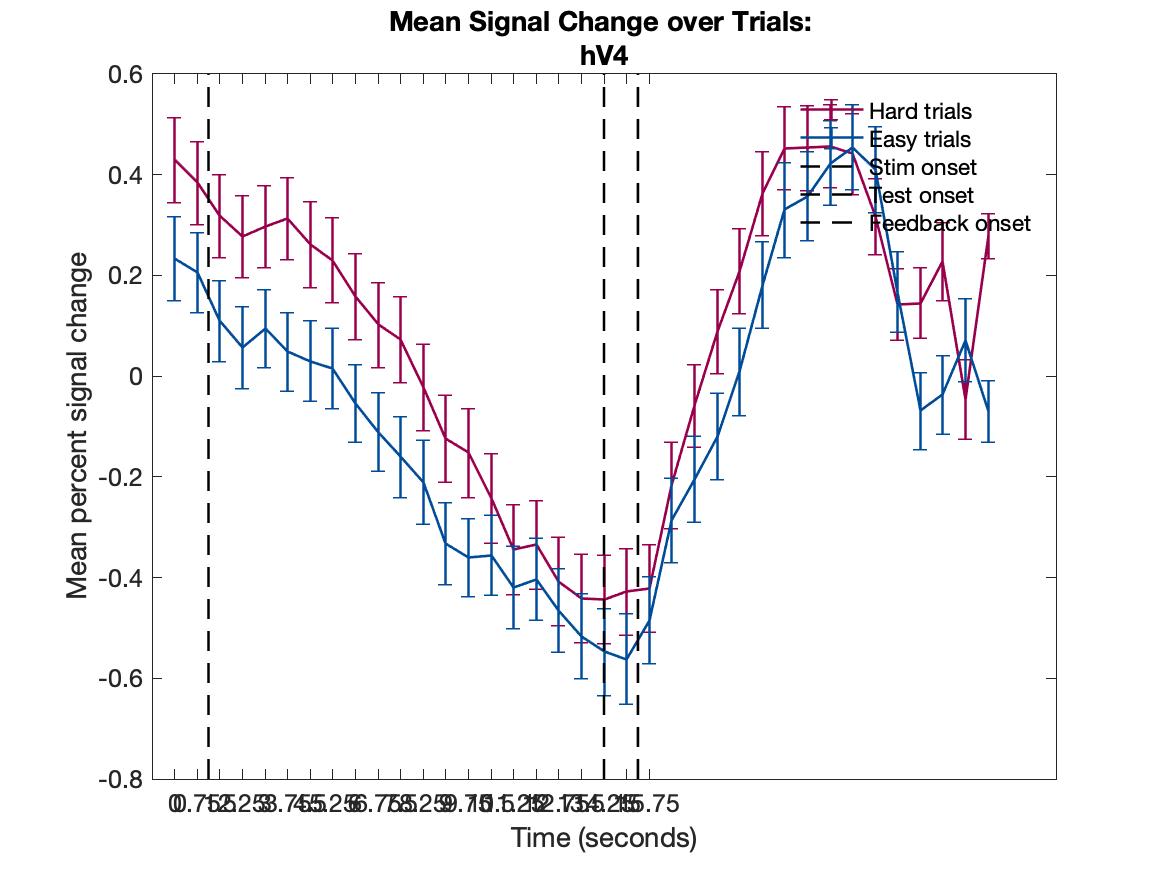 Mean Signal Change over Trials:
hV4
0.6
0.4
0.2
0
-0.2
-0.4
-0.6
-0.8
Mean percent signal change
Hard trials
Easy trials
Stim onset
Test onset
Feedback onset
0
15.75
Time (seconds)